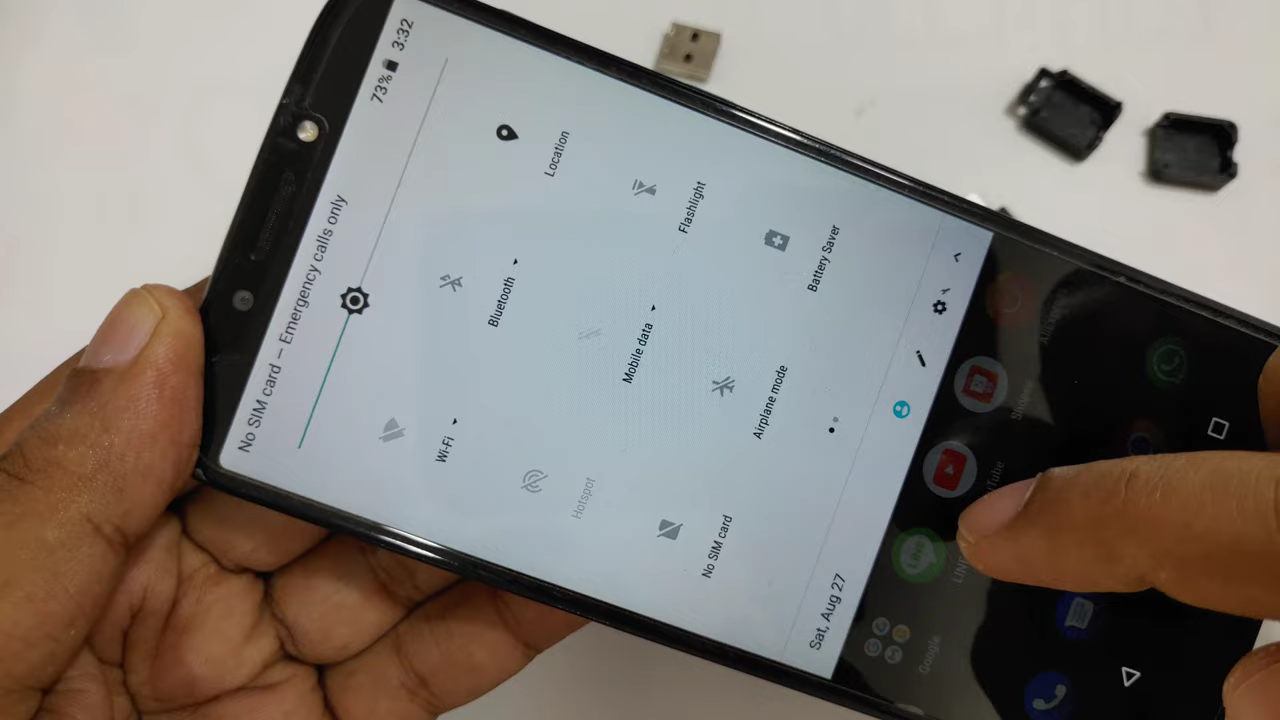 73% 3:32
No SIM card – Emergency calls only
Wi-Fi
Bluetooth
Location
Hotspot
Mobile data
Flashlight
No SIM card
Airplane mode
Battery Saver
Sat, Aug 27
Google